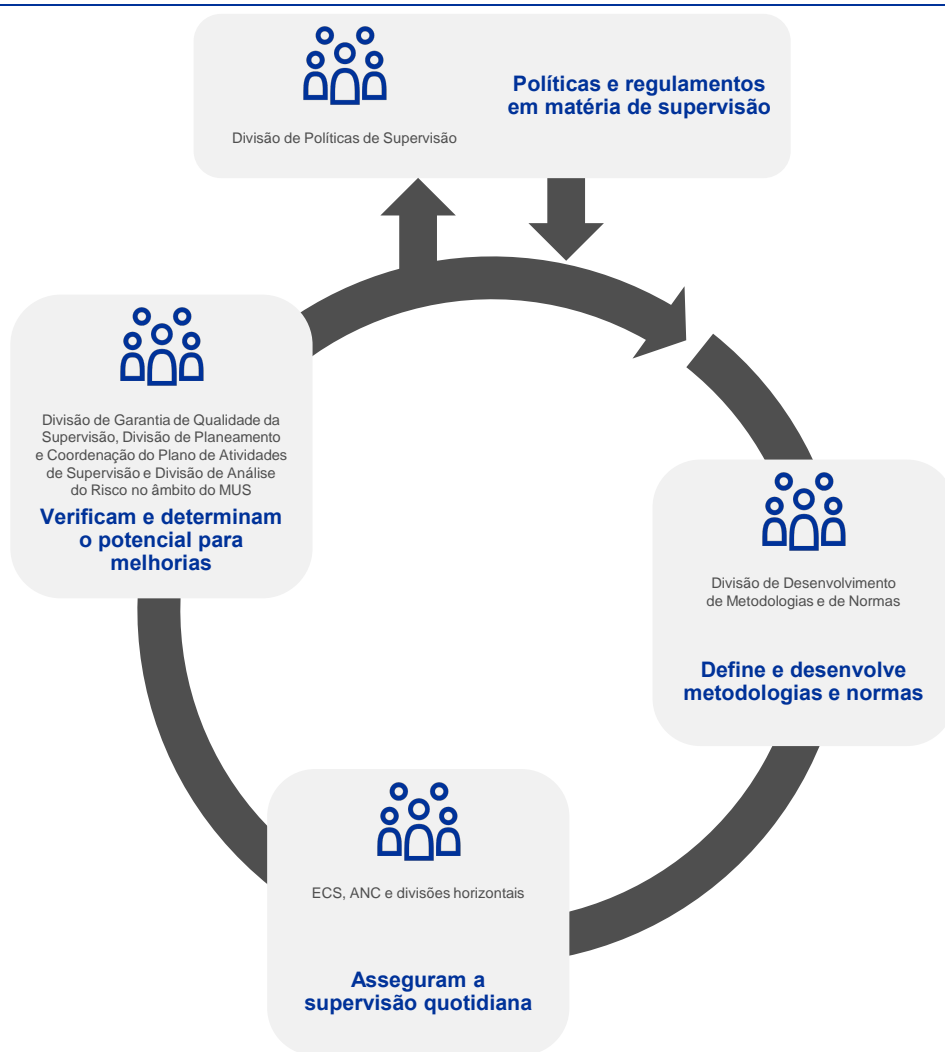 Políticas e regulamentos
em matéria de supervisão
Divisão de Políticas de Supervisão
Divisão de Garantia de Qualidade da
Supervisão, Divisão de Planeamento
e Coordenação do Plano de Atividades
de Supervisão e Divisão de Análise
do Risco no âmbito do MUS
Verificam e determinam
o potencial para
melhorias
Divisão de Desenvolvimento
de Metodologias e de Normas
Define e desenvolve
metodologias e normas
ECS, ANC e divisões horizontais
Asseguram a
supervisão quotidiana